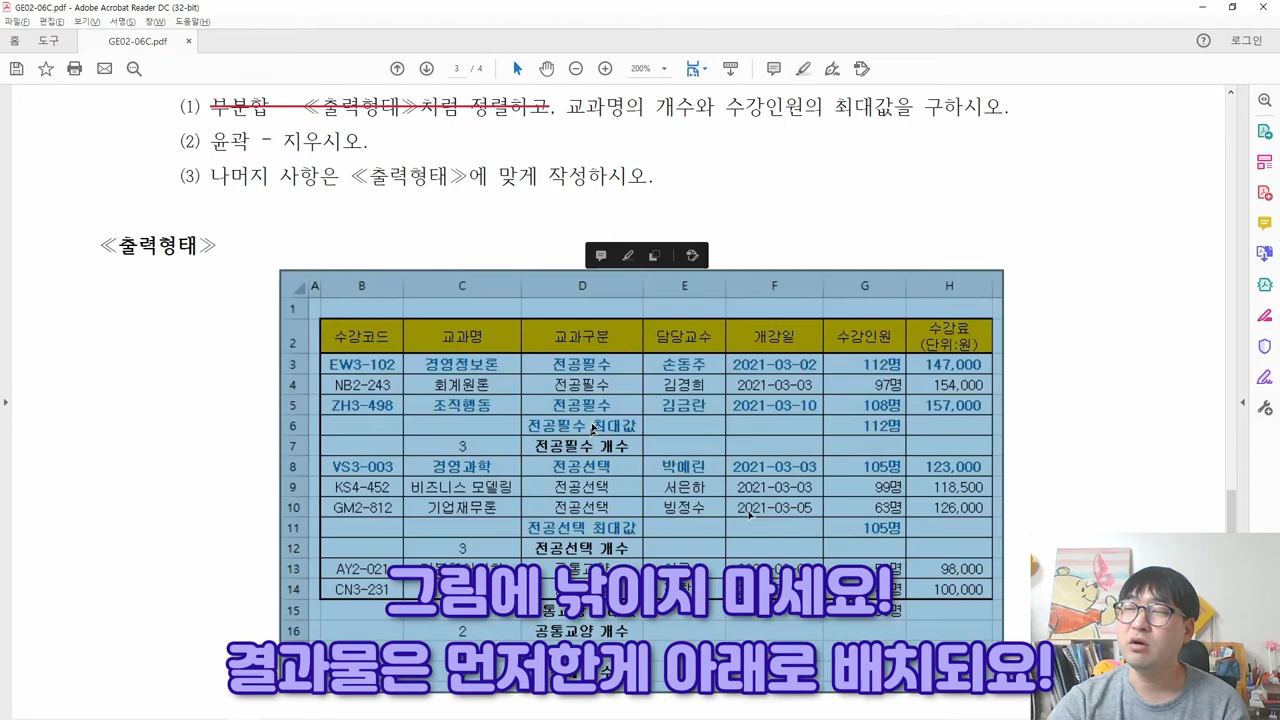 GE02-06C.pdf - Adobe Acrobat Reader DC (32-bit)
파일(F) 편집(E) 보기(V) 서명(S) 창(W) 도움말(H)
홈 도구 GE02-06C.pdf × 로그인
3 / 4 200%
(1) 부분합 - ≪출력형태≫처럼 정렬하고, 교과명의 개수와 수강인원의 최대값을 구하시오.
(2) 윤곽 - 지우시오.
(3) 나머지 사항은 ≪출력형태≫에 맞게 작성하시오.
≪출력형태≫
A B C D E F G H
1
2 수강코드 교과명 교과구분 담당교수 개강일 수강인원 수강료
(단위:원)
3 EW3-102 경영정보론 전공필수 손동주 2021-03-02 112명 147,000
4 NB2-243 회계원론 전공필수 김경희 2021-03-03 97명 154,000
5 ZH3-498 조직행동 전공필수 김금란 2021-03-10 108명 157,000
6 전공필수 최대값 112명
7 3 전공필수 개수
8 VS3-003 경영과학 전공선택 박예린 2021-03-03 105명 123,000
9 KS4-452 비즈니스 모델링 전공선택 서은하 2021-03-03 99명 118,500
10 GM2-812 기업재무론 전공선택 빙정수 2021-03-05 63명 126,000
11 전공선택 최대값 105명
12 3 전공선택 개수
13 AY2-021 98,000
14 CN3-231 100,000
15
16 2 공통교양 개수
그림에 낚이지 마세요!
결과물은 먼저한게 아래로 배치되요!